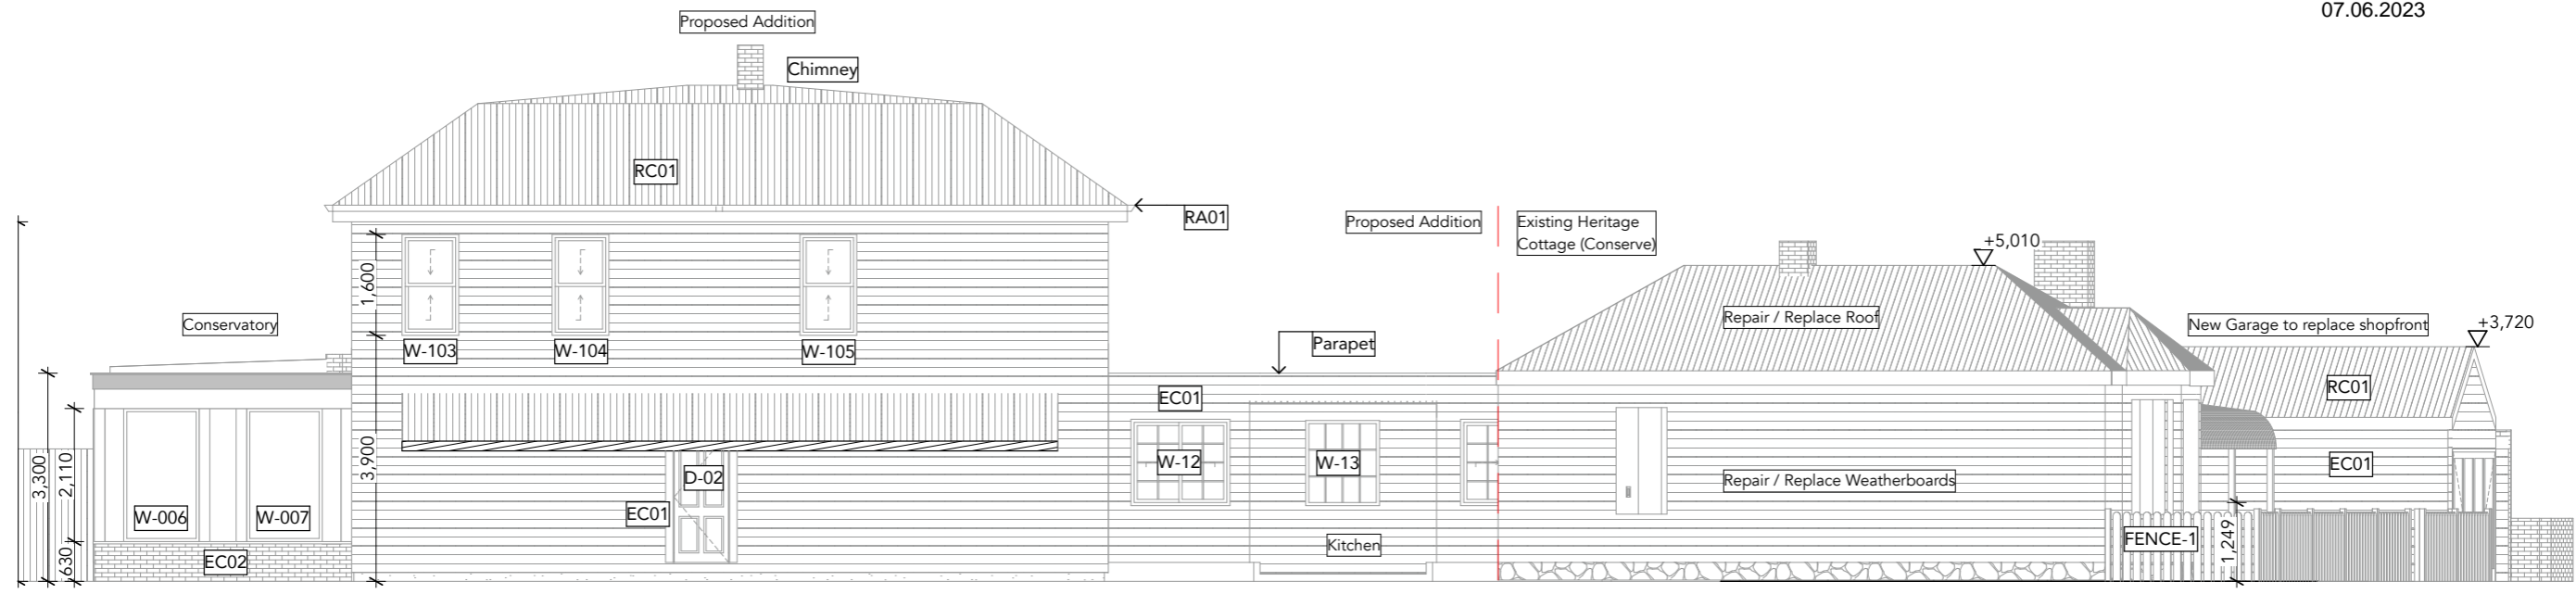 07.06.2023
Proposed Addition
Chimney
RC01
RA01
Proposed Addition
Existing Heritage
Cottage (Conserve)
+5,010
1,600
Conservatory
W-103
W-104
W-105
Parapet
Repair / Replace Roof
New Garage to replace shopfront
+3,720
RC01
EC01
3,900
3,300
2,110
W-12
W-13
D-02
Repair / Replace Weatherboards
EC01
W-006
W-007
EC01
630
EC02
Kitchen
FENCE-1
1,249